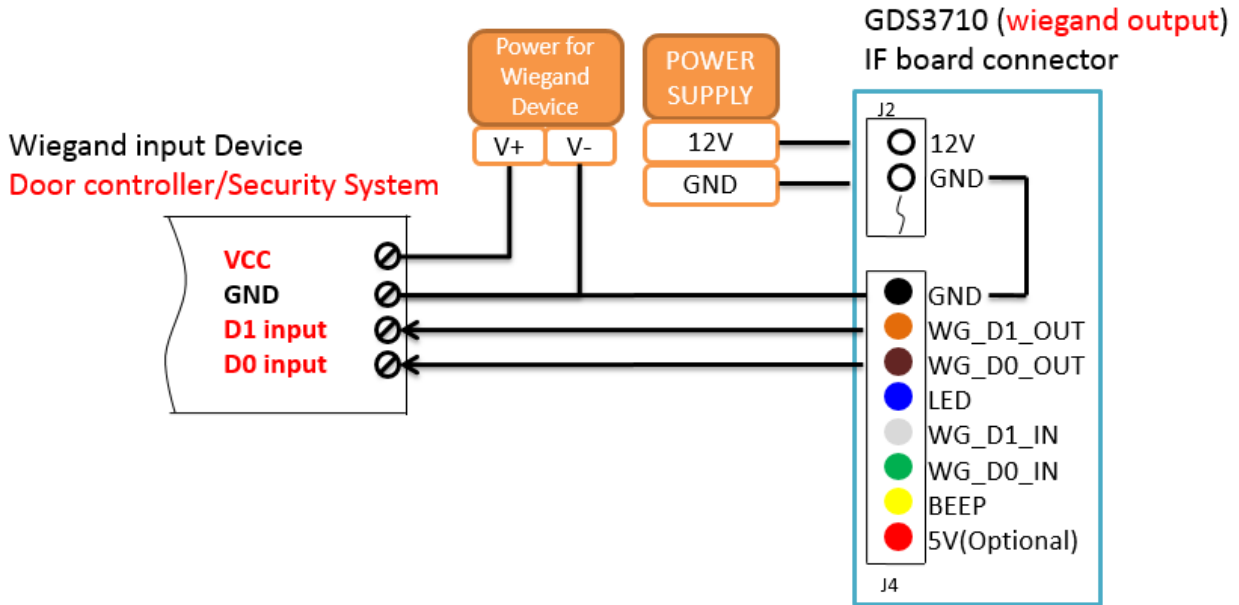 GDS3710 (wiegand output)
IF board connector
Power for
Wiegand
Device
V+ V-
POWER
SUPPLY
12V
GND
J2
12V
GND
Wiegand input Device
Door controller/Security System
VCC
GND
D1 input
D0 input
GND
WG_D1_OUT
WG_D0_OUT
LED
WG_D1_IN
WG_D0_IN
BEEP
5V(Optional)
J4